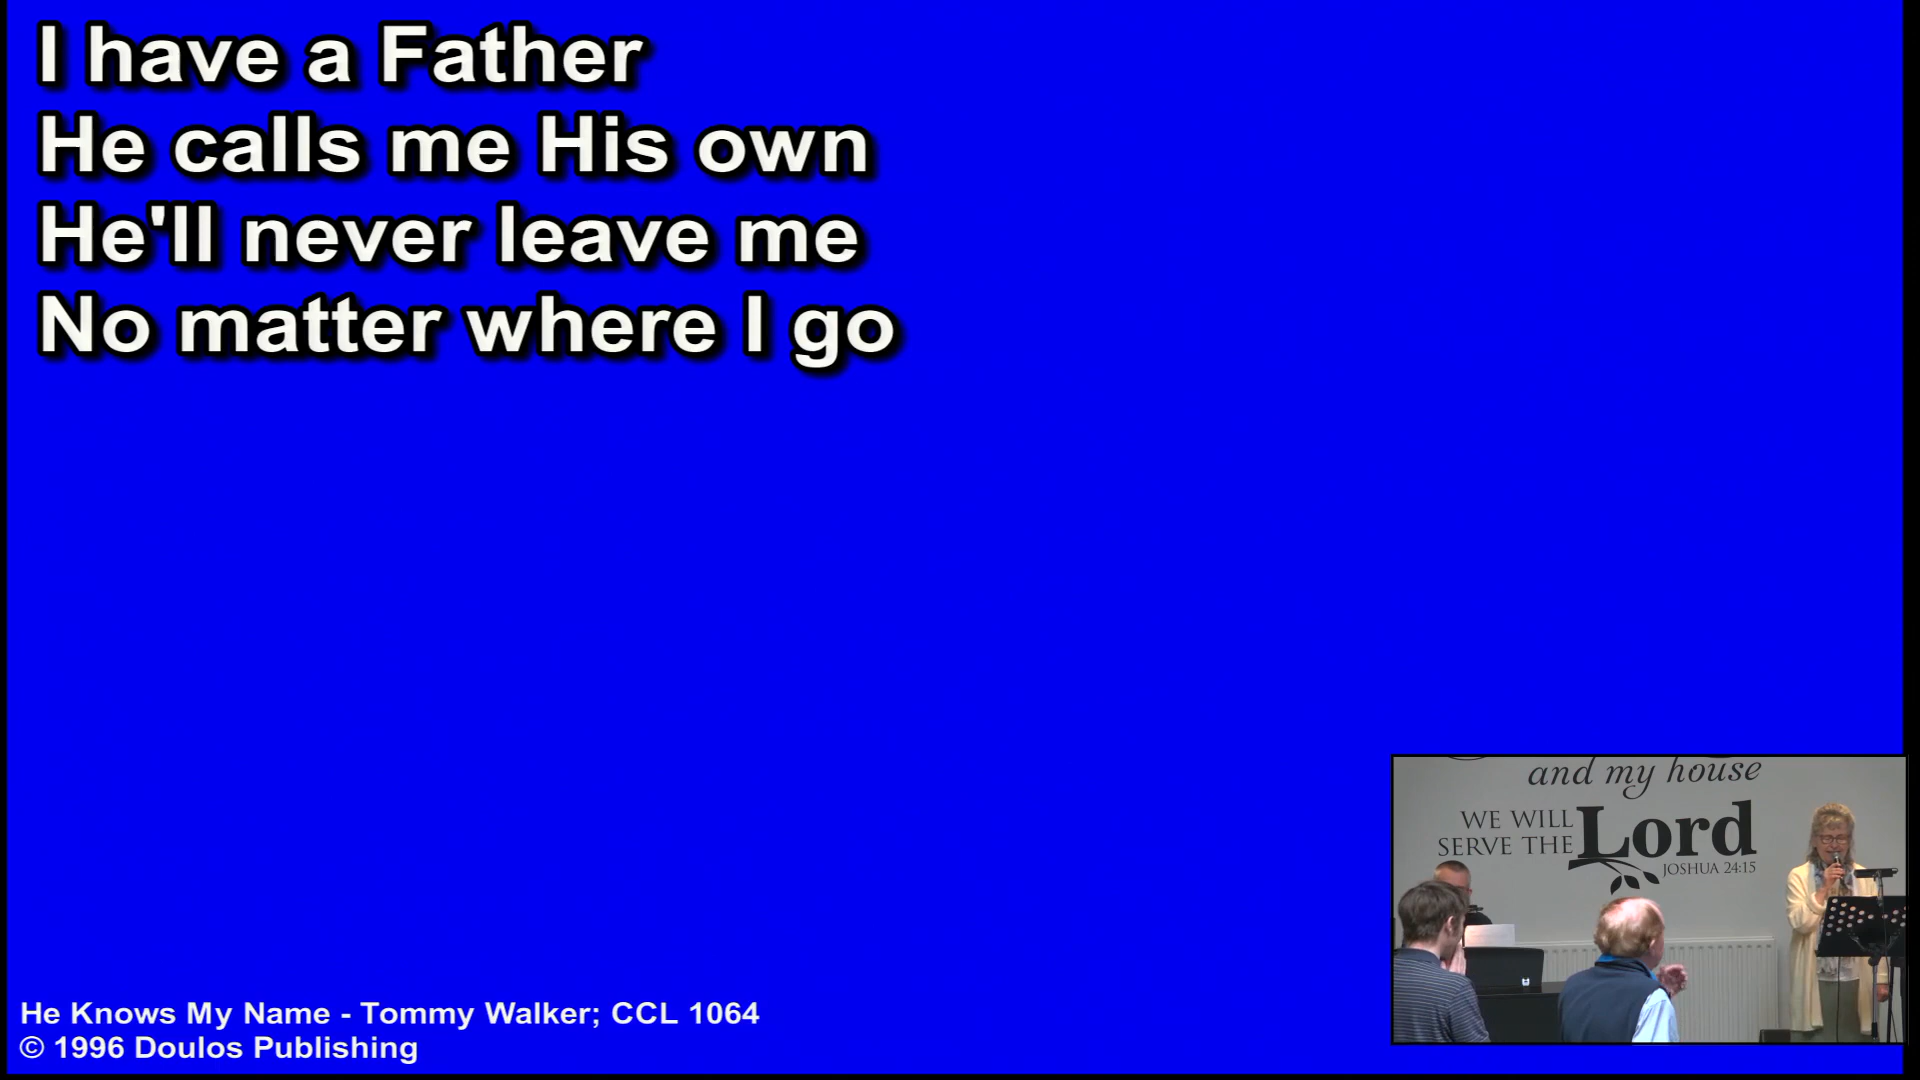 I have a Father
He calls me His own
He'll never leave me
No matter where I go
and my house
WE WILL
SERVE THE Lord
JOSHUA 24:15
He Knows My Name - Tommy Walker; CCL 1064
© 1996 Doulos Publishing